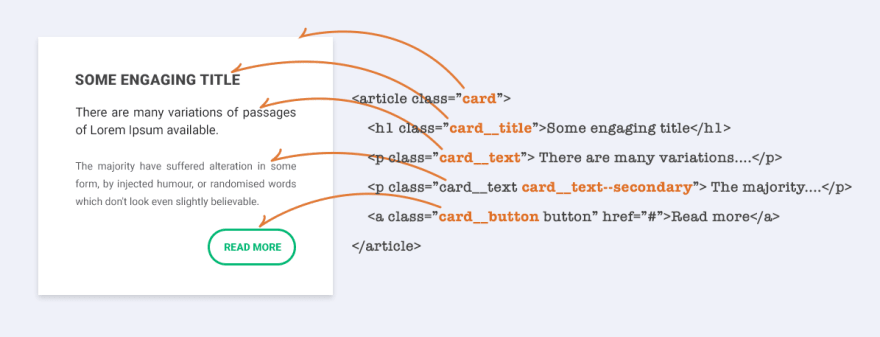 SOME ENGAGING TITLE
There are many variations of passages
of Lorem Ipsum available.
The majority have suffered alteration in some
form, by injected humour, or randomised words
which don't look even slightly believable.
READ MORE
<article class=”card”>
<h1 class=”card__title”>Some engaging title</h1>
<p class=”card__text”> There are many variations....</p>
<p class=”card__text card__text--secondary”> The majority....</p>
<a class=”card__button button” href=”#”>Read more</a>
</article>